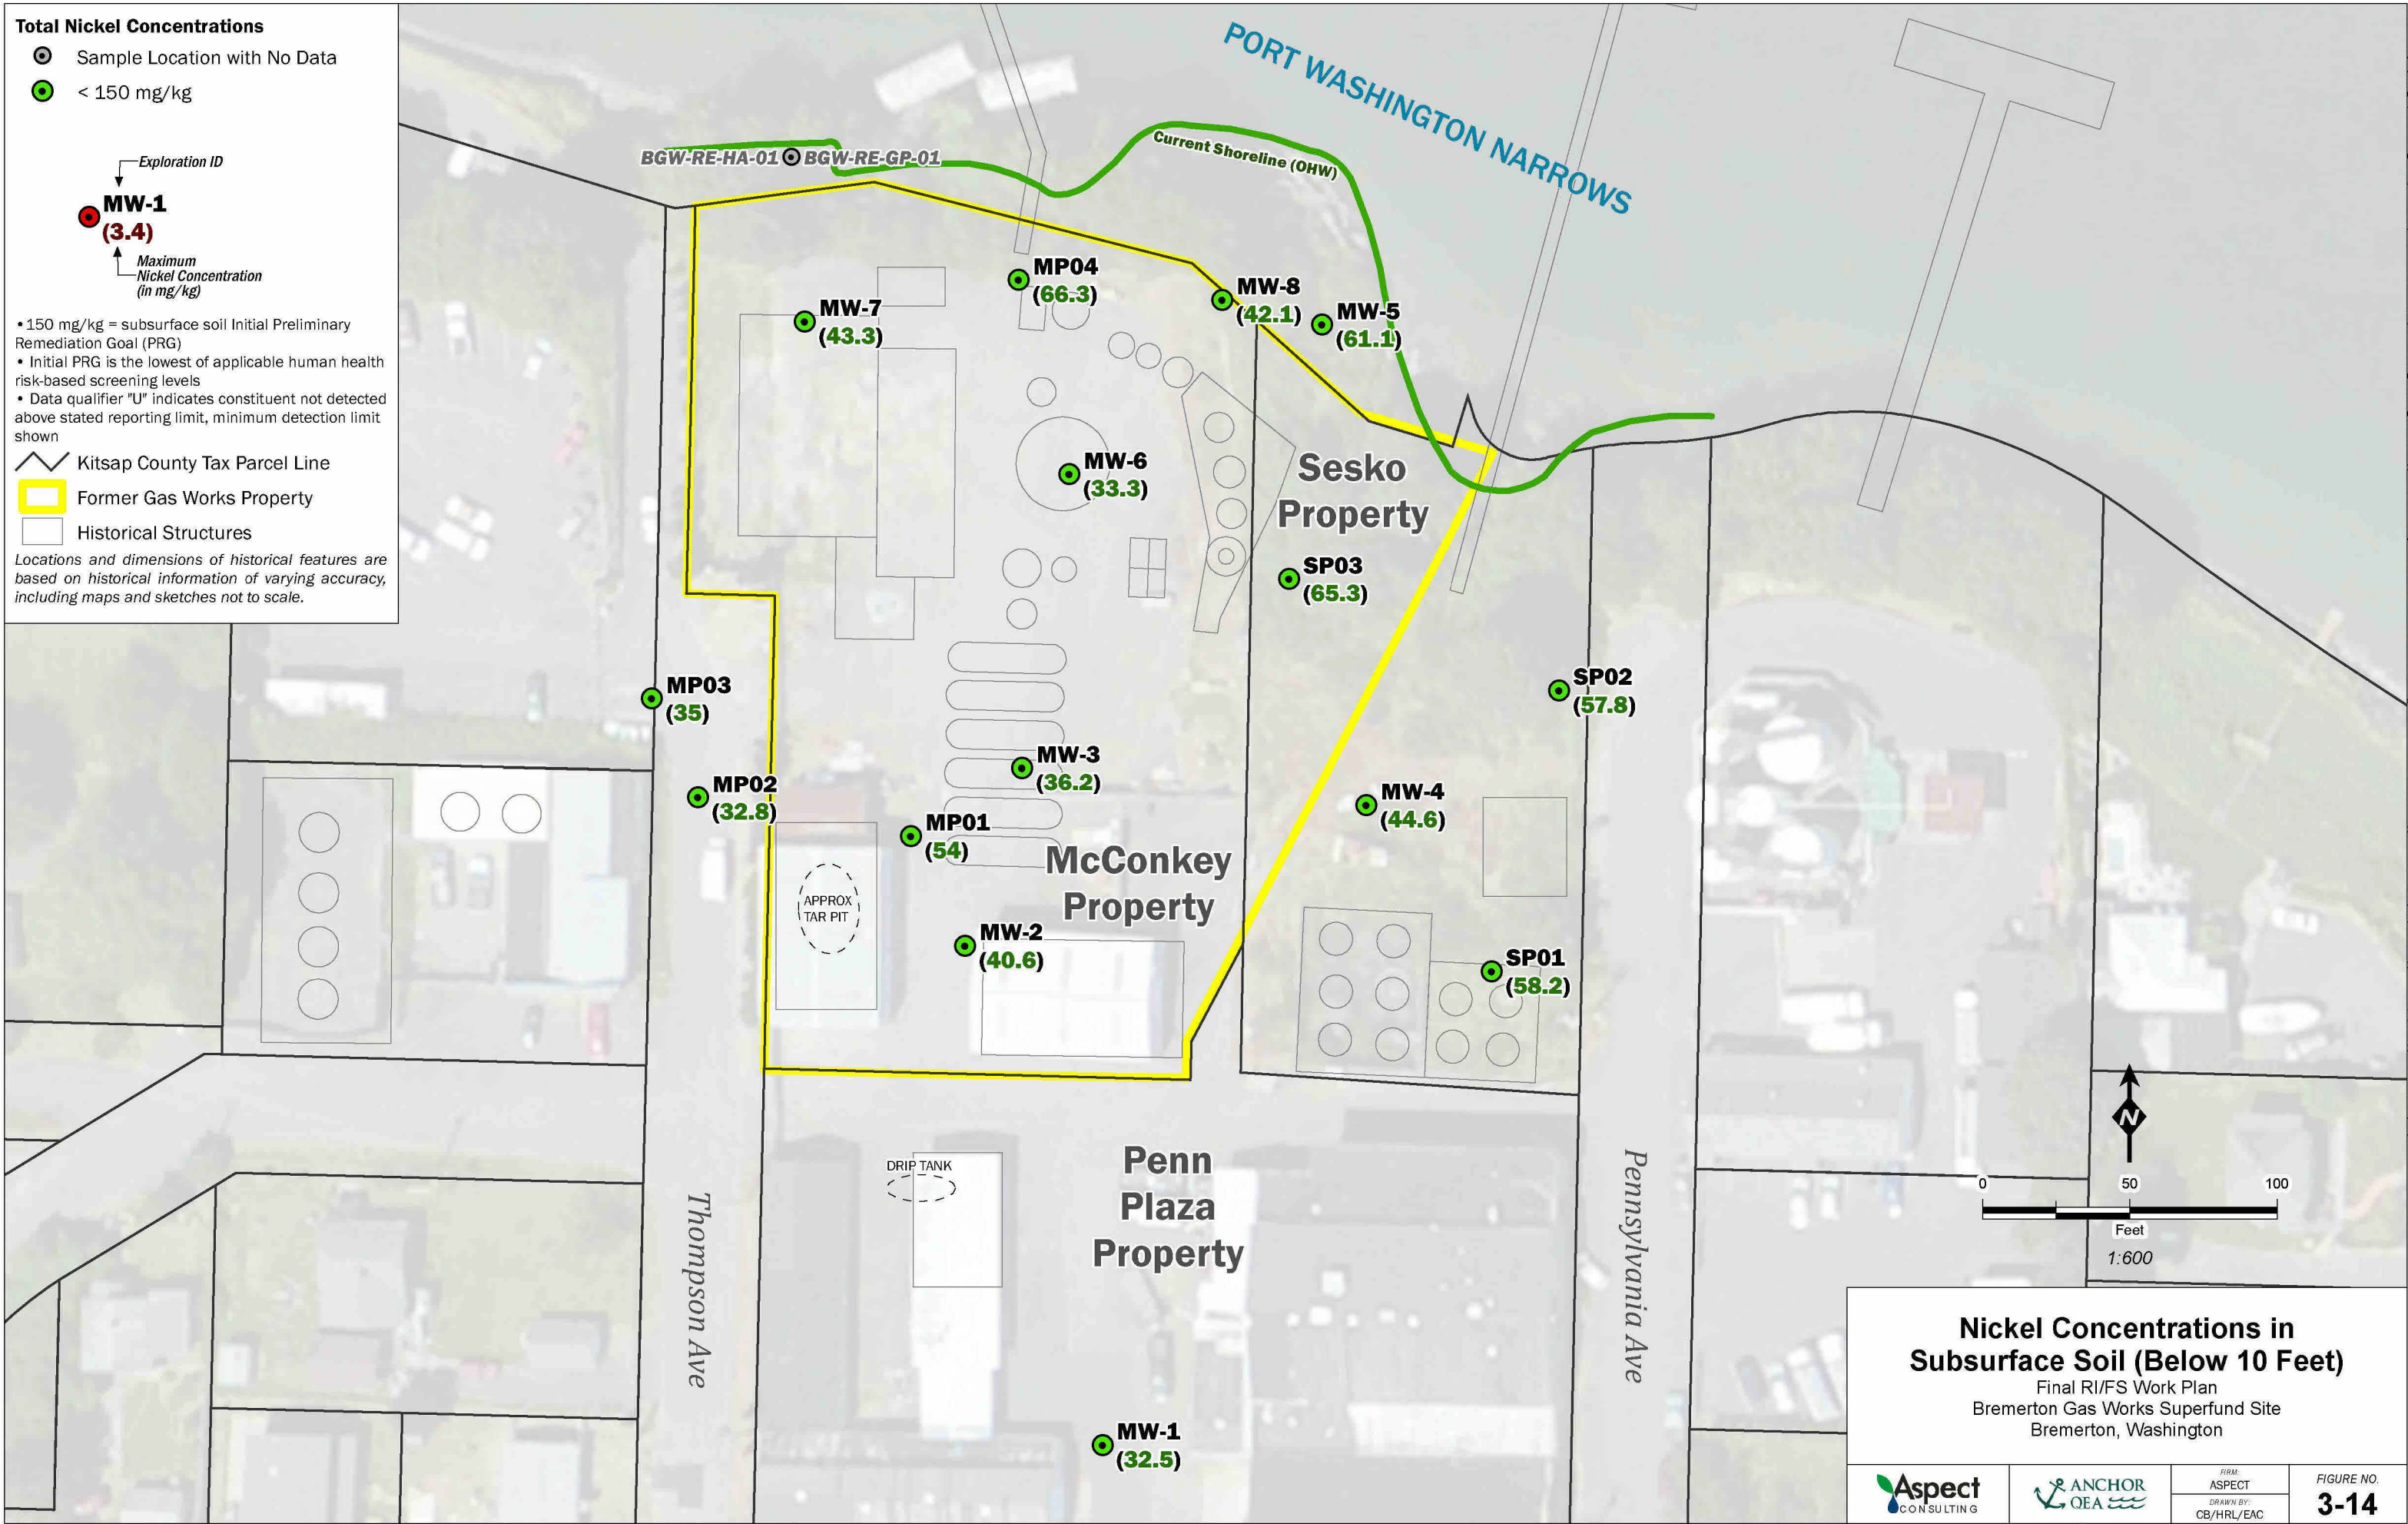 Total Nickel Concentrations
Sample Location with No Data
< 150 mg/kg
Exploration ID
MW-1
(3.4)
Maximum
Nickel Concentration
(in mg/kg)
• 150 mg/kg = subsurface soil Initial Preliminary
Remediation Goal (PRG)
• Initial PRG is the lowest of applicable human health
risk-based screening levels
• Data qualifier "U" indicates constituent not detected
above stated reporting limit, minimum detection limit
shown
Kitsap County Tax Parcel Line
Former Gas Works Property
Historical Structures
Locations and dimensions of historical features are
based on historical information of varying accuracy,
including maps and sketches not to scale.
PORT WASHINGTON NARROWS
Current Shoreline (OHW)
BGW-RE-HA-01 BGW-RE-GP-01
MP04
(66.3)
MW-8
(42.1)
MW-7
(43.3)
MW-5
(61.1)
MW-6
(33.3)
Sesko
Property
SP03
(65.3)
MP03
(35)
SP02
(57.8)
MW-3
(36.2)
MP02
(32.8)
MW-4
(44.6)
MP01
(54)
McConkey
Property
APPROX
TAR PIT
MW-2
(40.6)
SP01
(58.2)
DRIP TANK
Penn
Plaza
Property
Thompson Ave
Pennsylvania Ave
MW-1
(32.5)
N
0 50 100
Feet
1:600
Nickel Concentrations in
Subsurface Soil (Below 10 Feet)
Final RI/FS Work Plan
Bremerton Gas Works Superfund Site
Bremerton, Washington
Aspect
CONSULTING
ANCHOR
QEA
FIRM:
ASPECT
DRAWN BY:
CB/HRL/EAC
FIGURE NO.
3-14